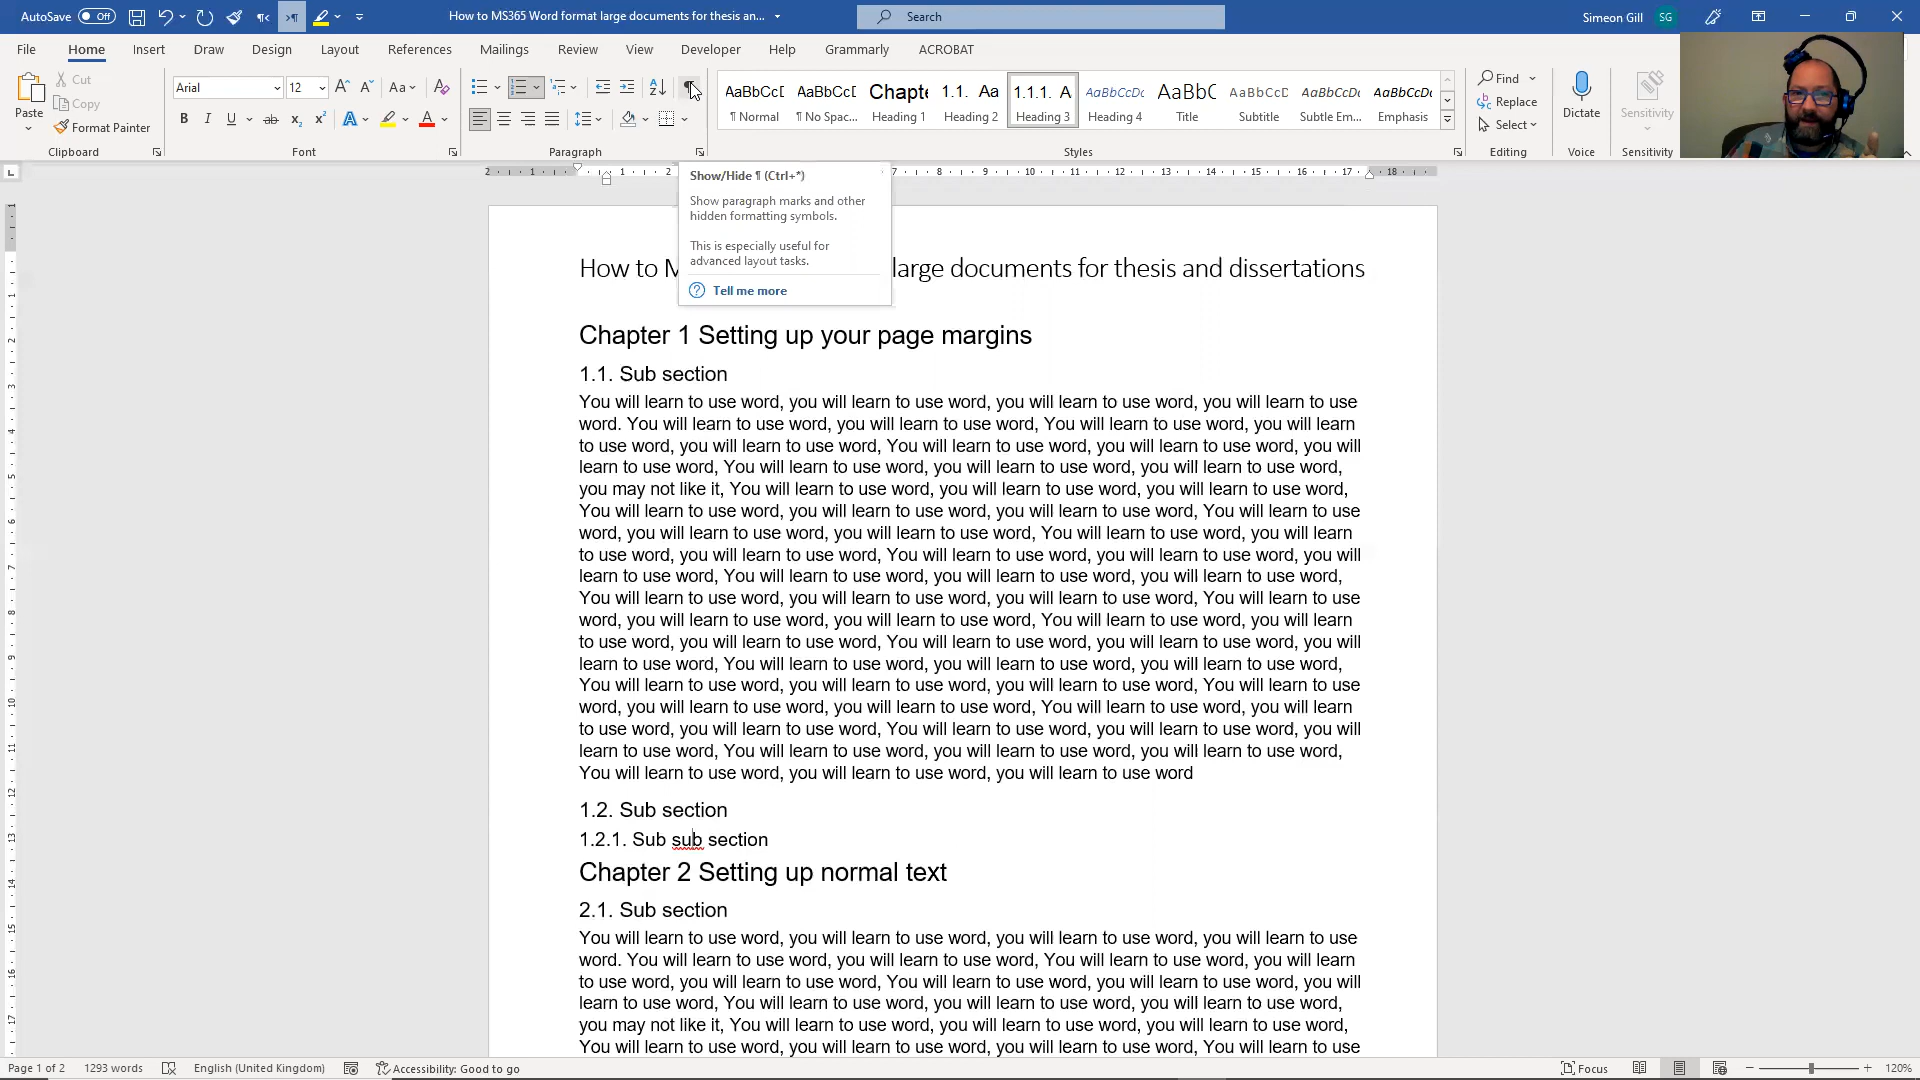 AutoSave Off
How to MS365 Word format large documents for thesis an...
Search
Simeon Gill SG
File Home Insert Draw Design Layout References Mailings Review View Developer Help Grammarly ACROBAT
Paste
Cut
Copy
Format Painter
Clipboard
Arial 12
Font
Paragraph
AaBbCcD AaBbCcD Chapte 1.1. Aa 1.1.1. A AaBbCcDc AaBbC AaBbCcD AaBbCcDc AaBbCcDc
¶ Normal ¶ No Spac... Heading 1 Heading 2 Heading 3 Heading 4 Title Subtitle Subtle Em... Emphasis
Styles
Find
Replace
Select
Editing
Dictate
Voice
Sensitivity
Sensitivity
2 1 1 2 7 8 9 10 11 12 13 14 15 16 17 18
Show/Hide ¶ (Ctrl+*)
Show paragraph marks and other
hidden formatting symbols.
This is especially useful for
advanced layout tasks.
Tell me more
How to M large documents for thesis and dissertations
Chapter 1 Setting up your page margins
1.1. Sub section
You will learn to use word, you will learn to use word, you will learn to use word, you will learn to use
word. You will learn to use word, you will learn to use word, You will learn to use word, you will learn
to use word, you will learn to use word, You will learn to use word, you will learn to use word, you will
learn to use word, You will learn to use word, you will learn to use word, you will learn to use word,
you may not like it, You will learn to use word, you will learn to use word, you will learn to use word,
You will learn to use word, you will learn to use word, you will learn to use word, You will learn to use
word, you will learn to use word, you will learn to use word, You will learn to use word, you will learn
to use word, you will learn to use word, You will learn to use word, you will learn to use word, you will
learn to use word, You will learn to use word, you will learn to use word, you will learn to use word,
You will learn to use word, you will learn to use word, you will learn to use word, You will learn to use
word, you will learn to use word, you will learn to use word, You will learn to use word, you will learn
to use word, you will learn to use word, You will learn to use word, you will learn to use word, you will
learn to use word, You will learn to use word, you will learn to use word, you will learn to use word,
You will learn to use word, you will learn to use word, you will learn to use word, You will learn to use
word, you will learn to use word, you will learn to use word, You will learn to use word, you will learn
to use word, you will learn to use word, You will learn to use word, you will learn to use word, you will
learn to use word, You will learn to use word, you will learn to use word, you will learn to use word,
You will learn to use word, you will learn to use word, you will learn to use word
1.2. Sub section
1.2.1. Sub sub section
Chapter 2 Setting up normal text
2.1. Sub section
You will learn to use word, you will learn to use word, you will learn to use word, you will learn to use
word. You will learn to use word, you will learn to use word, You will learn to use word, you will learn
to use word, you will learn to use word, You will learn to use word, you will learn to use word, you will
learn to use word, You will learn to use word, you will learn to use word, you will learn to use word,
you may not like it, You will learn to use word, you will learn to use word, you will learn to use word,
You will learn to use word, you will learn to use word, you will learn to use word, You will learn to use
Page 1 of 2 1293 words English (United Kingdom) Accessibility: Good to go Focus 120%